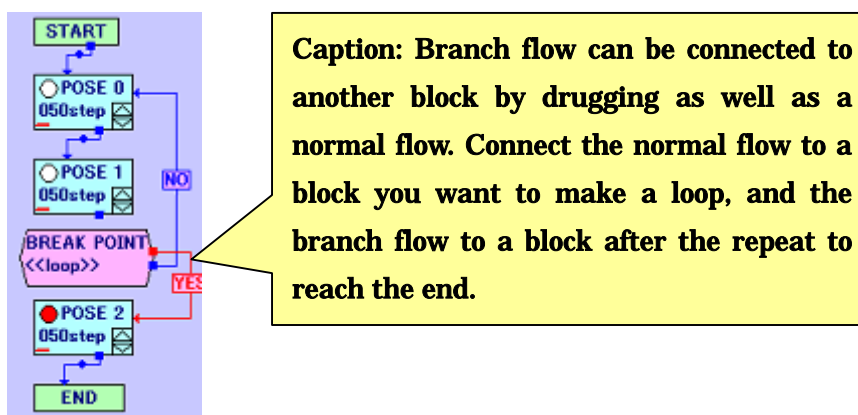 START
POSE 0
050step
POSE 1
050step
NO
BREAK POINT
<<loop>>
YES
POSE 2
050step
END
Caption: Branch flow can be connected to
another block by drugging as well as a
normal flow. Connect the normal flow to a
block you want to make a loop, and the
branch flow to a block after the repeat to
reach the end.